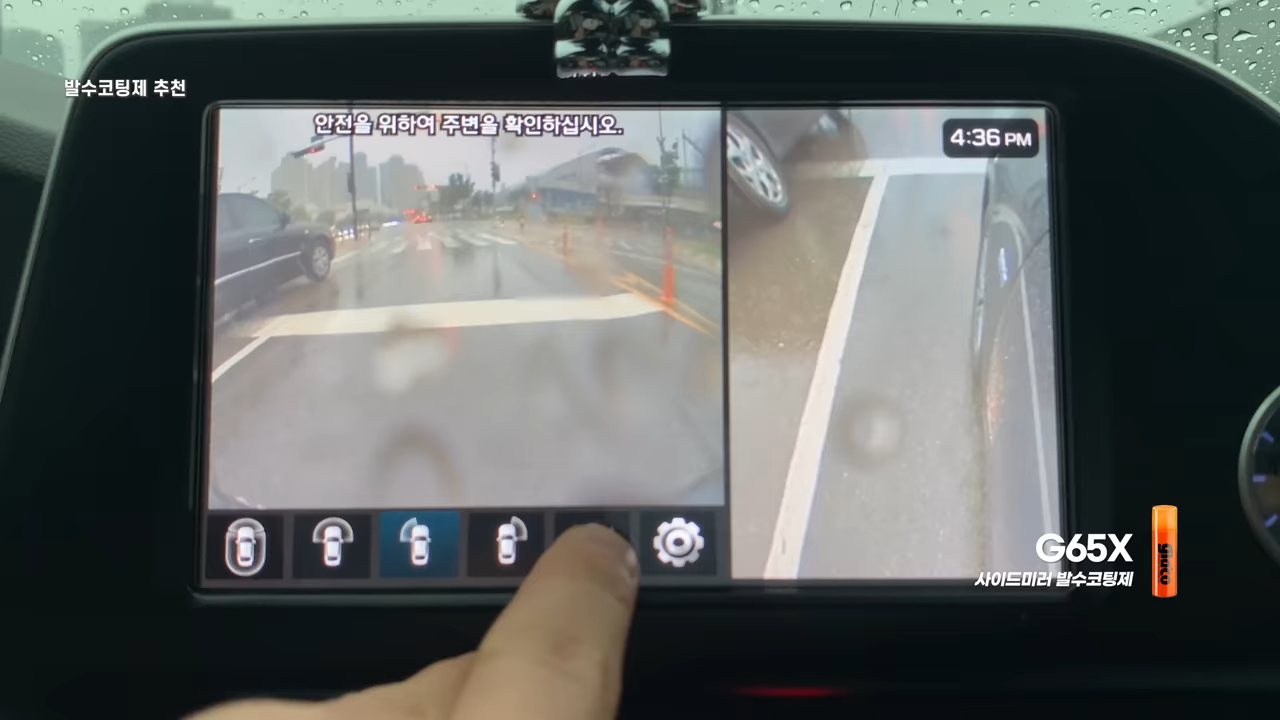 발수코팅제 추천
안전을 위하여 주변을 확인하십시오.
4:36 PM
G65X
사이드미러 발수코팅제
glaco